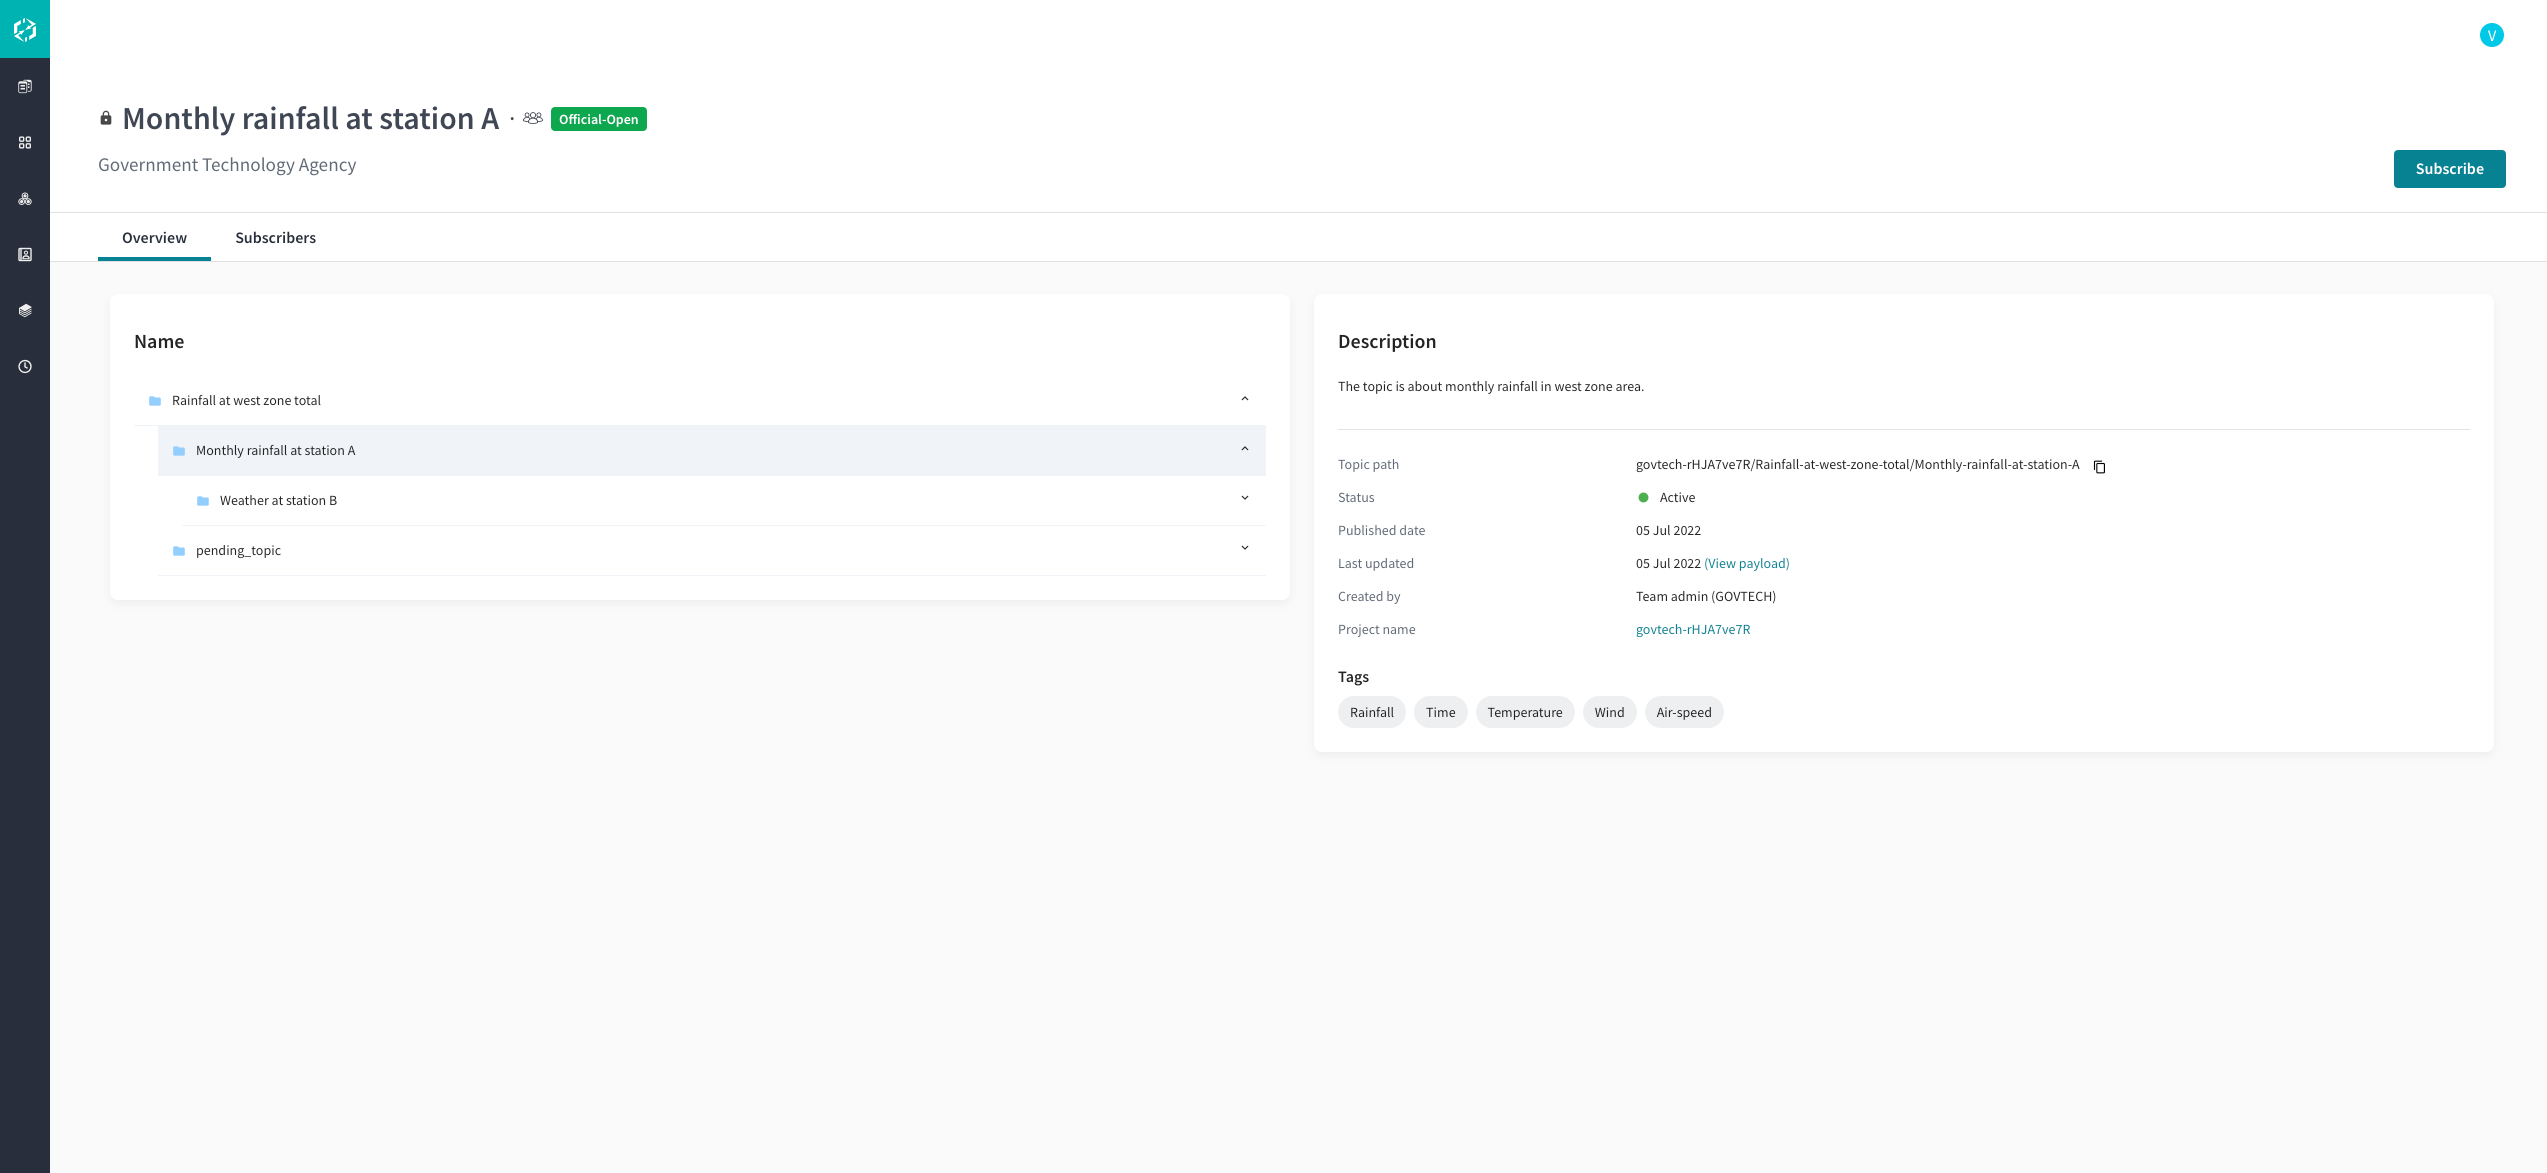 V
Monthly rainfall at station A · Official-Open
Government Technology Agency
Subscribe
Overview Subscribers
Name
Rainfall at west zone total
Monthly rainfall at station A
Weather at station B
pending_topic
Description
The topic is about monthly rainfall in west zone area.
Topic path govtech-rHJA7ve7R/Rainfall-at-west-zone-total/Monthly-rainfall-at-station-A
Status Active
Published date 05 Jul 2022
Last updated 05 Jul 2022 (View payload)
Created by Team admin (GOVTECH)
Project name govtech-rHJA7ve7R
Tags
Rainfall Time Temperature Wind Air-speed